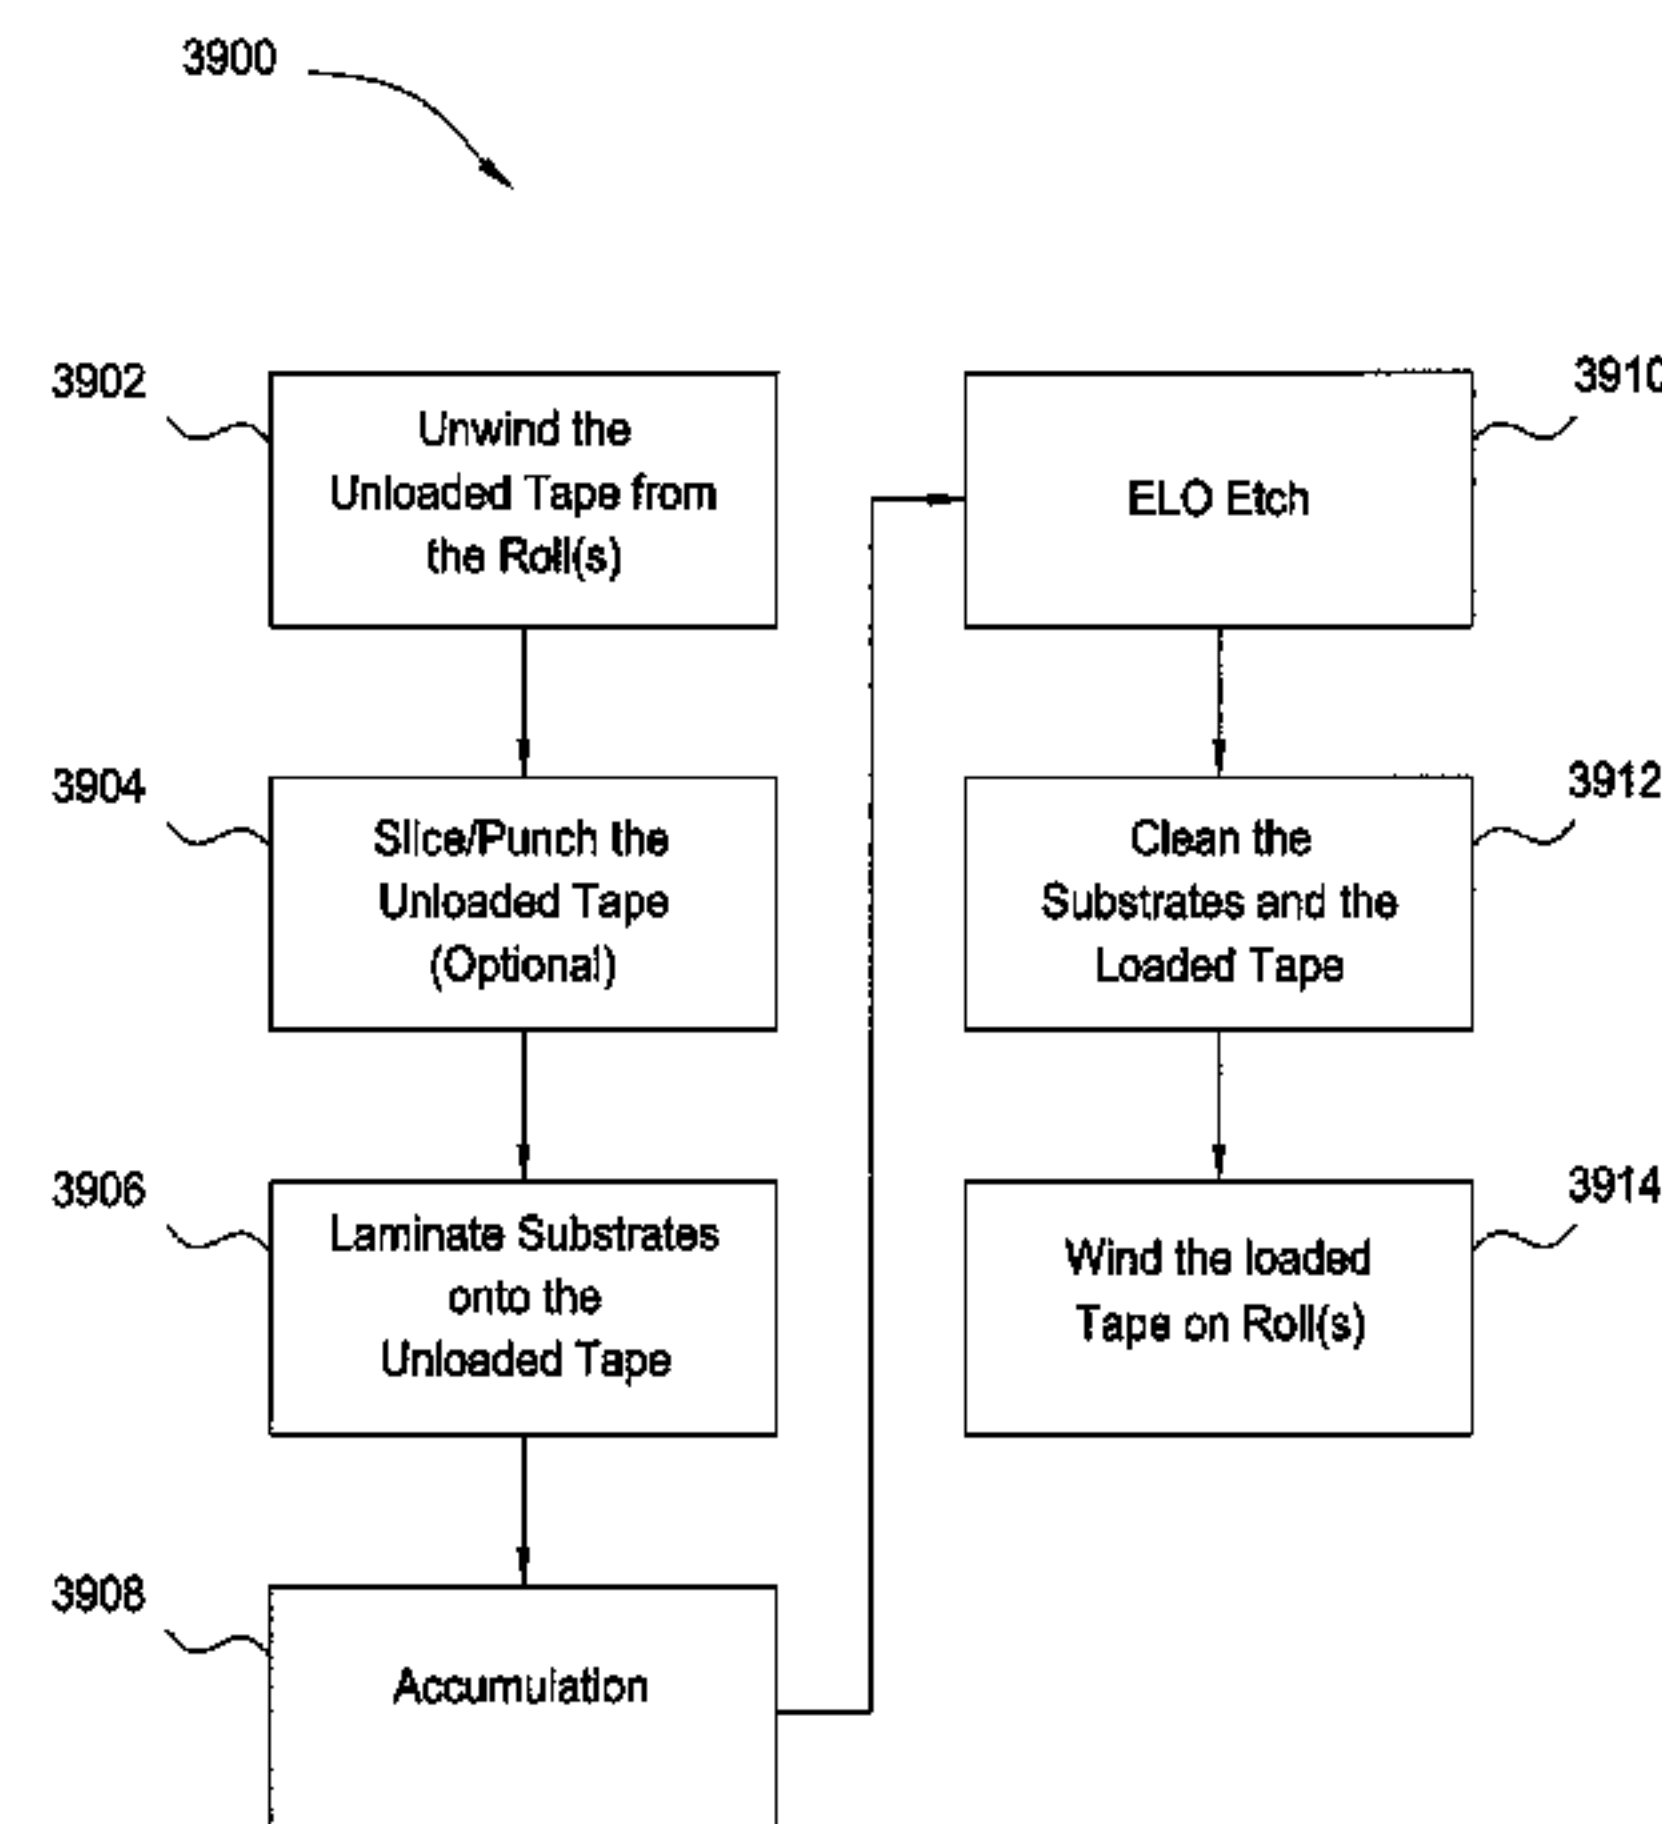 3900
3902
Unwind the
Unloaded Tape from
the Roll(s)
3904
Slice/Punch the
Unloaded Tape
(Optional)
3906
Laminate Substrates
onto the
Unloaded Tape
3908
Accumulation
3910
ELO Etch
3912
Clean the
Substrates and the
Loaded Tape
3914
Wind the loaded
Tape on Roll(s)